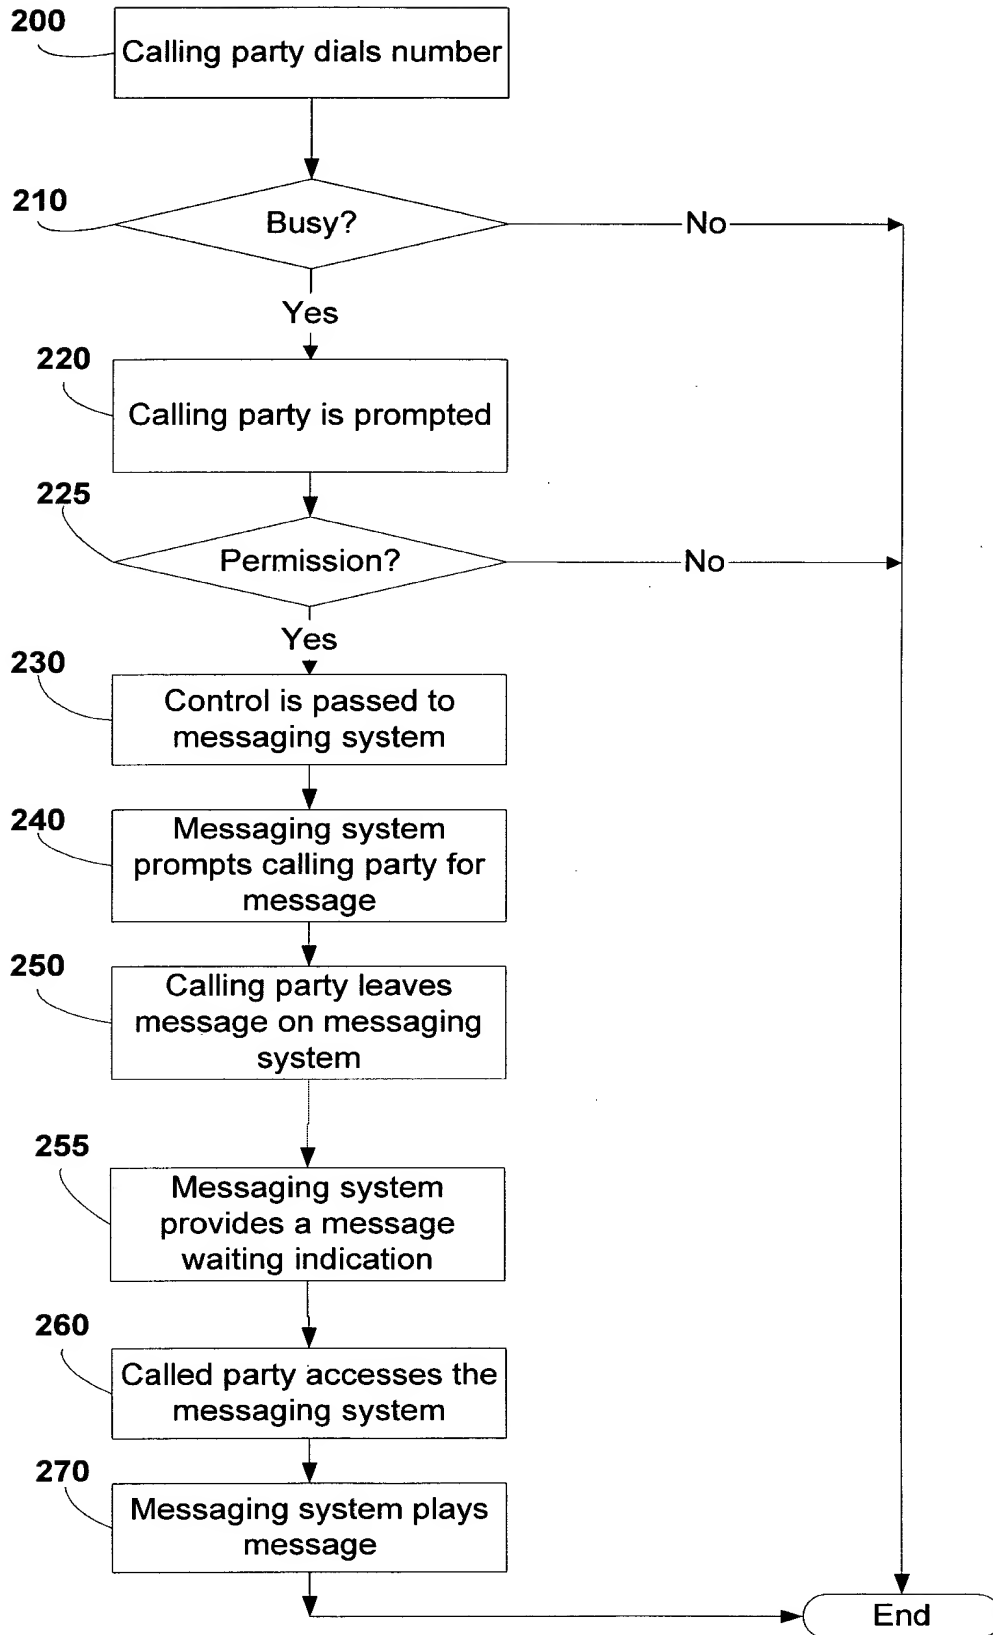 200
Calling party dials number
210
Busy?
No
Yes
220
Calling party is prompted
225
Permission?
No
Yes
230
Control is passed to
messaging system
240
Messaging system
prompts calling party for
message
250
Calling party leaves
message on messaging
system
255
Messaging system
provides a message
waiting indication
260
Called party accesses the
messaging system
270
Messaging system plays
message
End